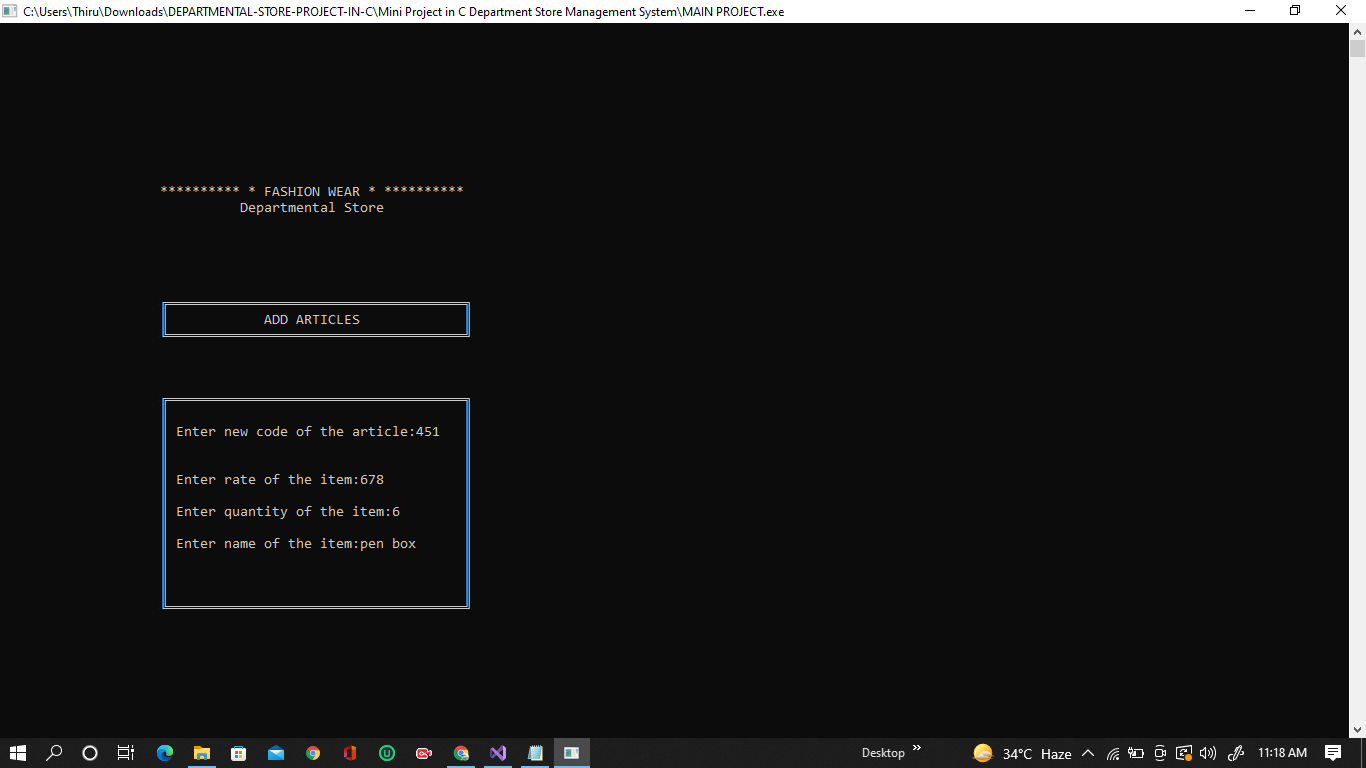 C:\Users\Thiru\Downloads\DEPARTMENTAL-STORE-PROJECT-IN-C\Mini Project in C Department Store Management System\MAIN PROJECT.exe
********** * FASHION WEAR * **********
Departmental Store
ADD ARTICLES
Enter new code of the article:451
Enter rate of the item:678
Enter quantity of the item:6
Enter name of the item:pen box
Desktop » 34°C Haze 11:18 AM